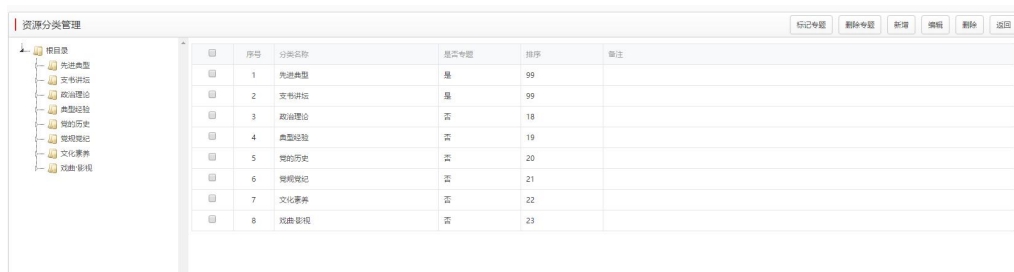 资源分类管理 标记专题 删除专题 新增 编辑 删除 返回
根目录
先进典型
支书讲坛
政治理论
典型经验
党的历史
党规党纪
文化素养
戏曲·影视
序号 分类名称 是否专题 排序 备注
1 先进典型 是 99
2 支书讲坛 是 99
3 政治理论 否 18
4 典型经验 否 19
5 党的历史 否 20
6 党规党纪 否 21
7 文化素养 否 22
8 戏曲·影视 否 23